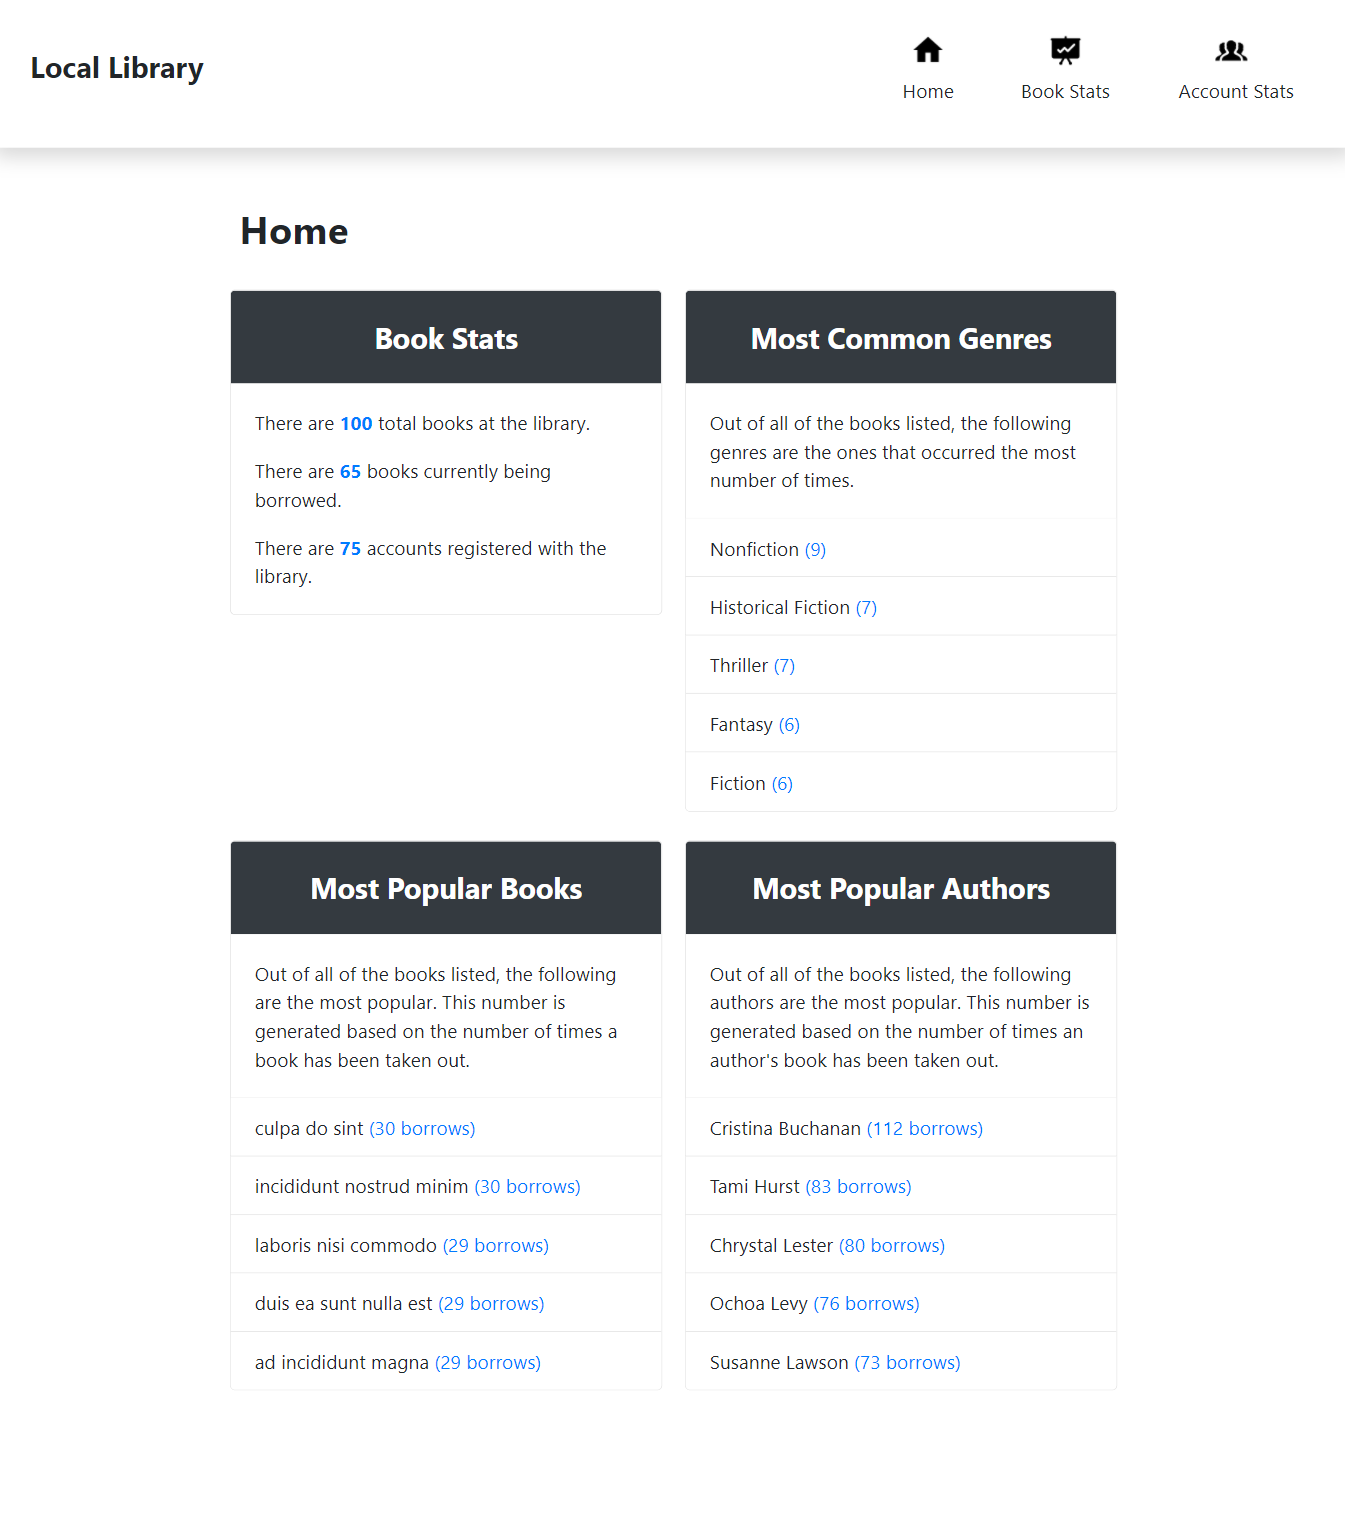 Local Library
Home
Book Stats
Account Stats
Home
Book Stats
There are 100 total books at the library.
There are 65 books currently being
borrowed.
There are 75 accounts registered with the
library.
Most Common Genres
Out of all of the books listed, the following
genres are the ones that occurred the most
number of times.
Nonfiction (9)
Historical Fiction (7)
Thriller (7)
Fantasy (6)
Fiction (6)
Most Popular Books
Out of all of the books listed, the following
are the most popular. This number is
generated based on the number of times a
book has been taken out.
culpa do sint (30 borrows)
incididunt nostrud minim (30 borrows)
laboris nisi commodo (29 borrows)
duis ea sunt nulla est (29 borrows)
ad incididunt magna (29 borrows)
Most Popular Authors
Out of all of the books listed, the following
authors are the most popular. This number is
generated based on the number of times an
author's book has been taken out.
Cristina Buchanan (112 borrows)
Tami Hurst (83 borrows)
Chrystal Lester (80 borrows)
Ochoa Levy (76 borrows)
Susanne Lawson (73 borrows)